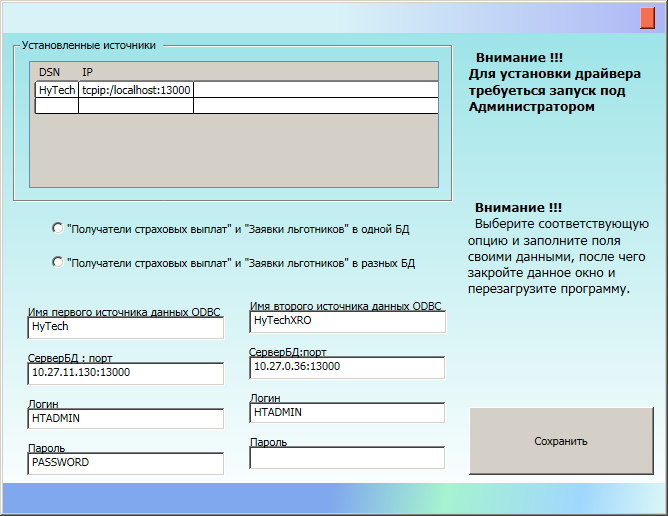 Установленные источники
DSN IP
HyTech tcpip:/localhost:13000
Внимание !!!
Для установки драйвера
требуеться запуск под
Администратором
"Получатели страховых выплат" и "Заявки льготников" в одной БД
"Получатели страховых выплат" и "Заявки льготников" в разных БД
Внимание !!!
Выберите соответствующую
опцию и заполните поля
своими данными, после чего
закройте данное окно и
перезагрузите программу.
Имя первого источника данных ODBC
HyTech
СерверБД : порт
10.27.11.130:13000
Логин
HTADMIN
Пароль
PASSWORD
Имя второго источника данных ODBC
HyTechXRO
СерверБД:порт
10.27.0.36:13000
Логин
HTADMIN
Пароль
Сохранить